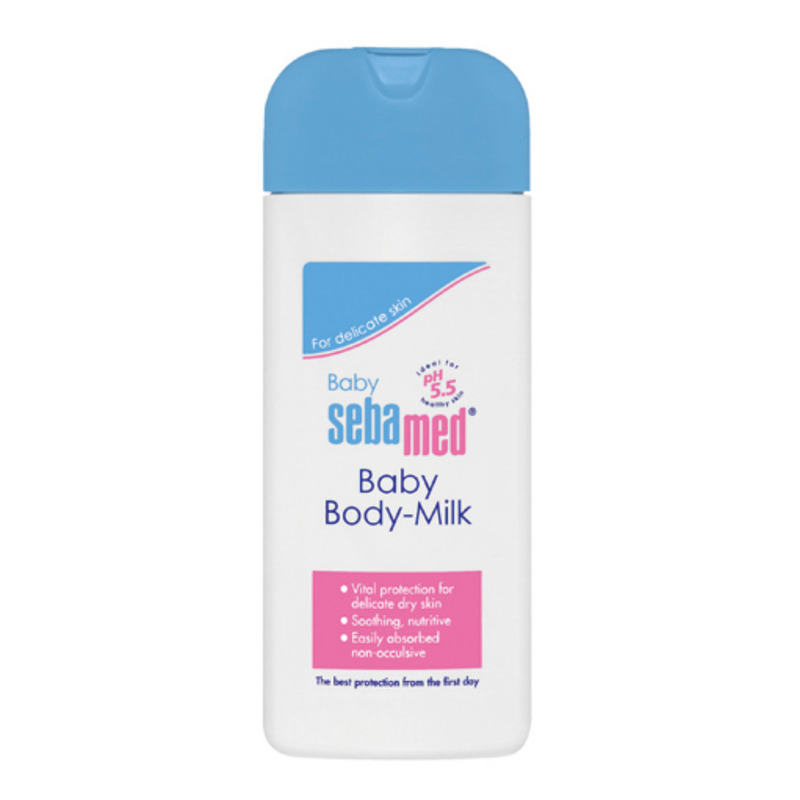 For delicate skin
Baby
ideal for
pH
5.5
healthy skin
sebamed®
Baby
Body-Milk
• Vital protection for
delicate dry skin
• Soothing, nutritive
• Easily absorbed
non-occulsive
The best protection from the first day